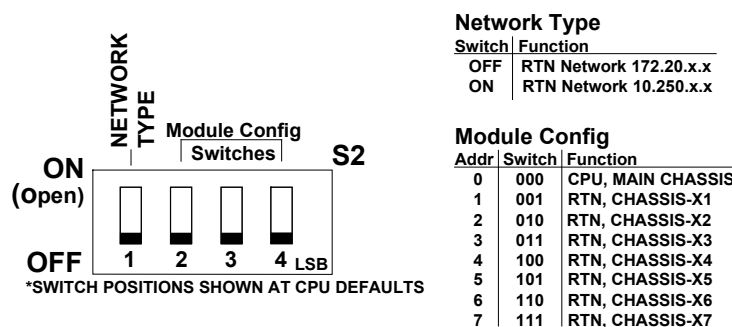 NETWORK
TYPE
Module Config
Switches
S2
ON
(Open)
OFF
1 2 3 4 LSB
*SWITCH POSITIONS SHOWN AT CPU DEFAULTS
Network Type
Switch Function
OFF RTN Network 172.20.x.x
ON RTN Network 10.250.x.x
Module Config
Addr Switch Function
0 000 CPU, MAIN CHASSIS
1 001 RTN, CHASSIS-X1
2 010 RTN, CHASSIS-X2
3 011 RTN, CHASSIS-X3
4 100 RTN, CHASSIS-X4
5 101 RTN, CHASSIS-X5
6 110 RTN, CHASSIS-X6
7 111 RTN, CHASSIS-X7